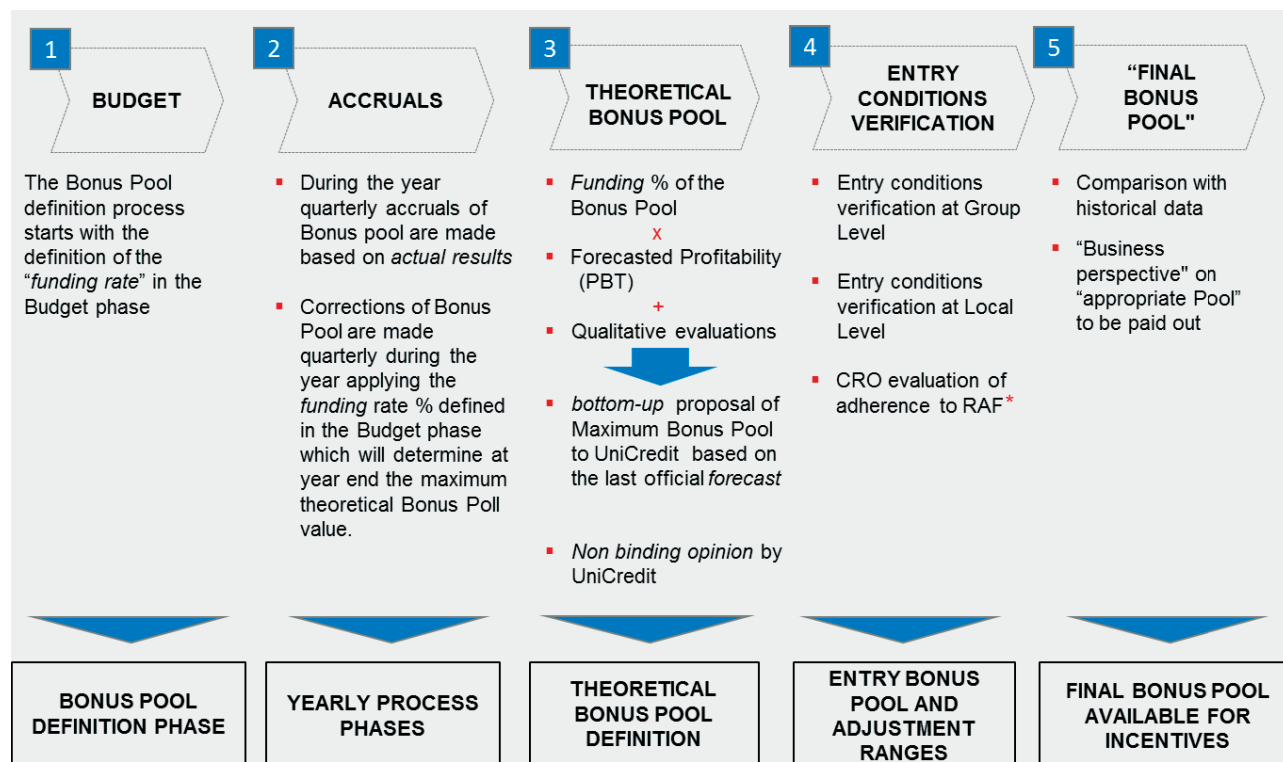 1
BUDGET
The Bonus Pool
definition process
starts with the
definition of the
“funding rate” in the
Budget phase
BONUS POOL
DEFINITION PHASE
2
ACCRUALS
▪ During the year
quarterly accruals of
Bonus pool are made
based on actual results
▪ Corrections of Bonus
Pool are made
quarterly during the
year applying the
funding rate % defined
in the Budget phase
which will determine at
year end the maximum
theoretical Bonus Poll
value.
YEARLY PROCESS
PHASES
3
THEORETICAL
BONUS POOL
▪ Funding % of the
Bonus Pool
x
▪ Forecasted Profitability
(PBT)
+
▪ Qualitative evaluations
▪ bottom-up proposal of
Maximum Bonus Pool
to UniCredit based on
the last official forecast
▪ Non binding opinion by
UniCredit
THEORETICAL
BONUS POOL
DEFINITION
4
ENTRY
CONDITIONS
VERIFICATION
▪ Entry conditions
verification at Group
Level
▪ Entry conditions
verification at Local
Level
▪ CRO evaluation of
adherence to RAF*
ENTRY BONUS
POOL AND
ADJUSTMENT
RANGES
5
“FINAL
BONUS
POOL"
▪ Comparison with
historical data
▪ “Business
perspective" on
“appropriate Pool”
to be paid out
FINAL BONUS POOL
AVAILABLE FOR
INCENTIVES